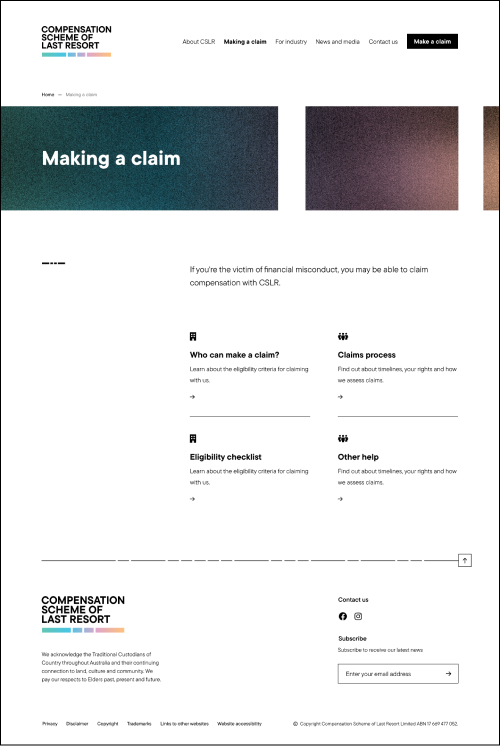 COMPENSATION
SCHEME OF
LAST RESORT
About CSLR Making a claim For industry News and media Contact us Make a claim
Home — Making a claim
Making a claim
If you're the victim of financial misconduct, you may be able to claim
compensation with CSLR.
Who can make a claim?
Learn about the eligibility criteria for claiming
with us.
→
Claims process
Find out about timelines, your rights and how
we assess claims.
→
Eligibility checklist
Learn about the eligibility criteria for claiming
with us.
→
Other help
Find out about timelines, your rights and how
we assess claims.
→
COMPENSATION
SCHEME OF
LAST RESORT
We acknowledge the Traditional Custodians of
Country throughout Australia and their continuing
connection to land, culture and community. We
pay our respects to Elders past, present and future.
Contact us
Subscribe
Subscribe to receive our latest news
Enter your email address →
Privacy Disclaimer Copyright Trademarks Links to other websites Website accessibility
© Copyright Compensation Scheme of Last Resort Limited ABN 17 669 477 052.